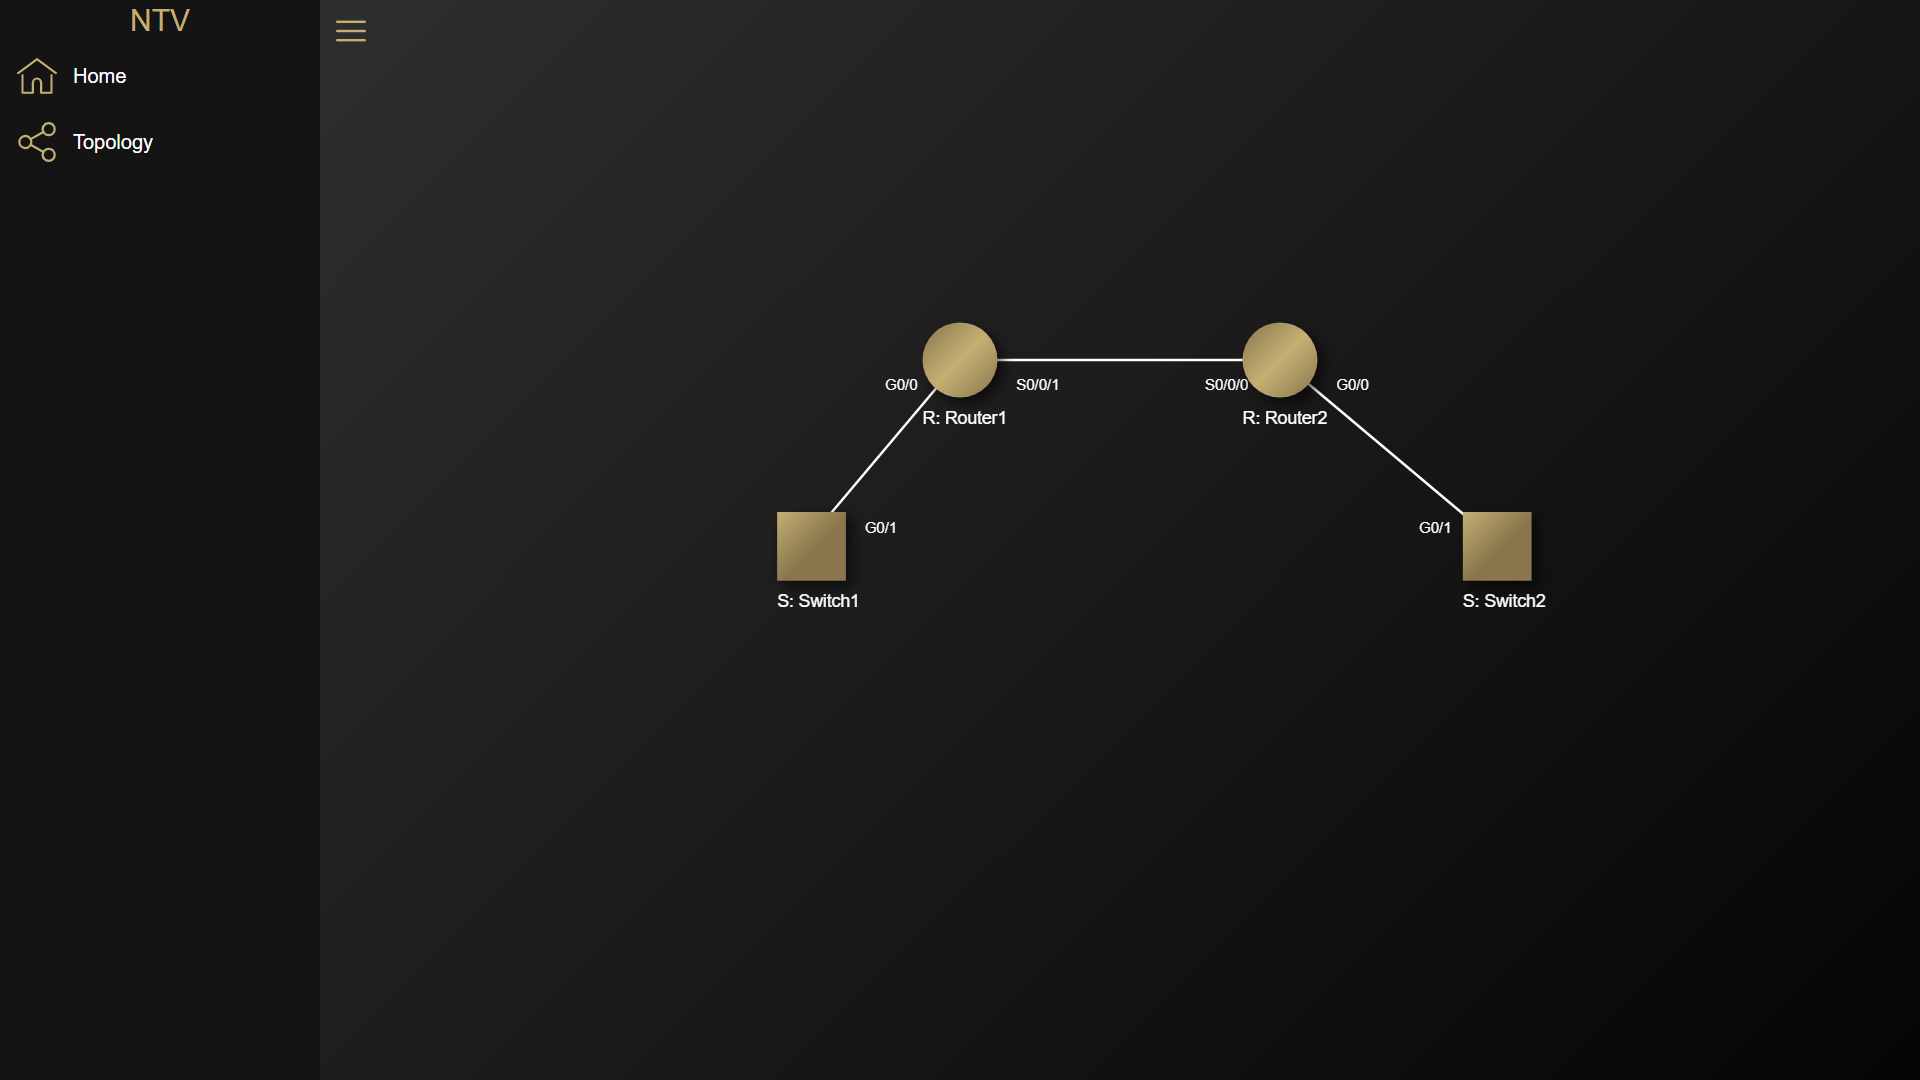 NTV
Home
Topology
G0/0
S0/0/1
S0/0/0
G0/0
R: Router1
R: Router2
G0/1
G0/1
S: Switch1
S: Switch2